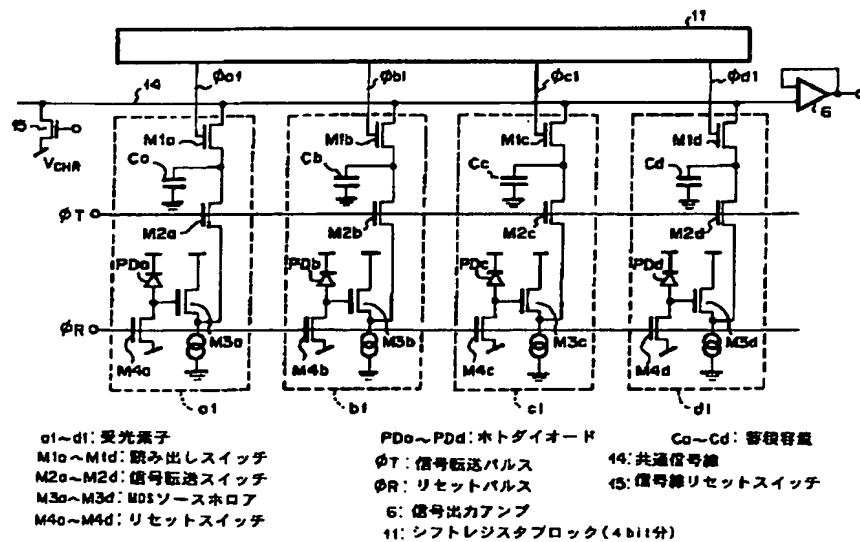 11
φa1 φb1 φc1 φd1
14
15
VCHR
6
M1a M1b M1c M1d
Ca Cb Cc Cd
φT
M2a M2b M2c M2d
PDa PDb PDc PDd
φR
M3a M3b M3c M3d
M4a M4b M4c M4d
a1 b1 c1 d1
a1~d1: 受光素子
M1a~M1d: 読み出しスイッチ
M2a~M2d: 信号転送スイッチ
M3a~M3d: MOSソースホロア
M4a~M4d: リセットスイッチ
PDa~PDd: ホトダイオード
φT: 信号転送パルス
φR: リセットパルス
6: 信号出力アンプ
11: シフトレジスタブロック(4bit分)
Ca~Cd: 蓄積容量
14: 共通信号線
15: 信号線リセットスイッチ